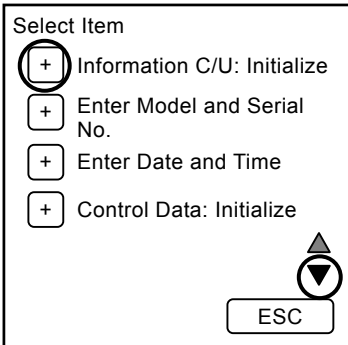 Select Item
+ Information C/U: Initialize
+ Enter Model and Serial
No.
+ Enter Date and Time
+ Control Data: Initialize
ESC